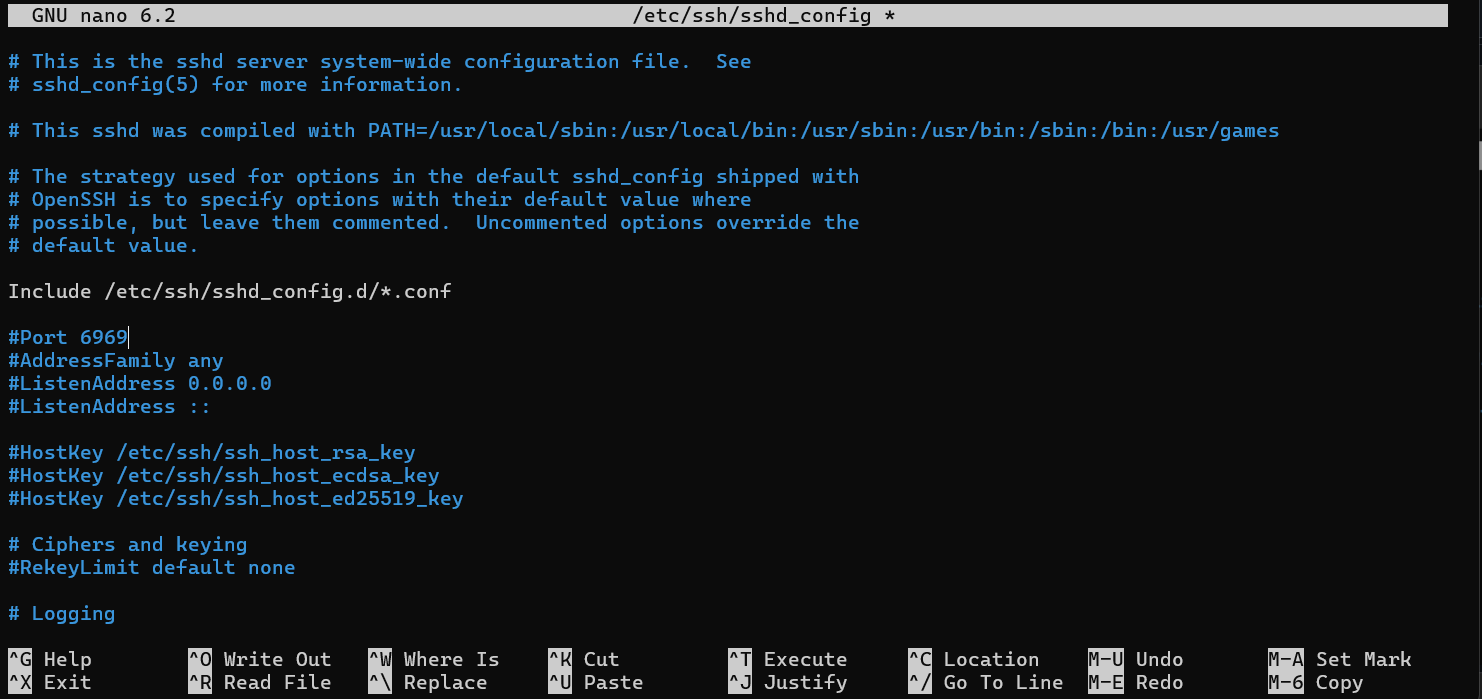 GNU nano 6.2 /etc/ssh/sshd_config *
# This is the sshd server system-wide configuration file.  See
# sshd_config(5) for more information.
# This sshd was compiled with PATH=/usr/local/sbin:/usr/local/bin:/usr/sbin:/usr/bin:/sbin:/bin:/usr/games
# The strategy used for options in the default sshd_config shipped with
# OpenSSH is to specify options with their default value where
# possible, but leave them commented.  Uncommented options override the
# default value.
Include /etc/ssh/sshd_config.d/*.conf
#Port 6969
#AddressFamily any
#ListenAddress 0.0.0.0
#ListenAddress ::
#HostKey /etc/ssh/ssh_host_rsa_key
#HostKey /etc/ssh/ssh_host_ecdsa_key
#HostKey /etc/ssh/ssh_host_ed25519_key
# Ciphers and keying
#RekeyLimit default none
# Logging
^G Help ^O Write Out ^W Where Is ^K Cut ^T Execute ^C Location M-U Undo M-A Set Mark
^X Exit ^R Read File ^\ Replace ^U Paste ^J Justify ^/ Go To Line M-E Redo M-6 Copy